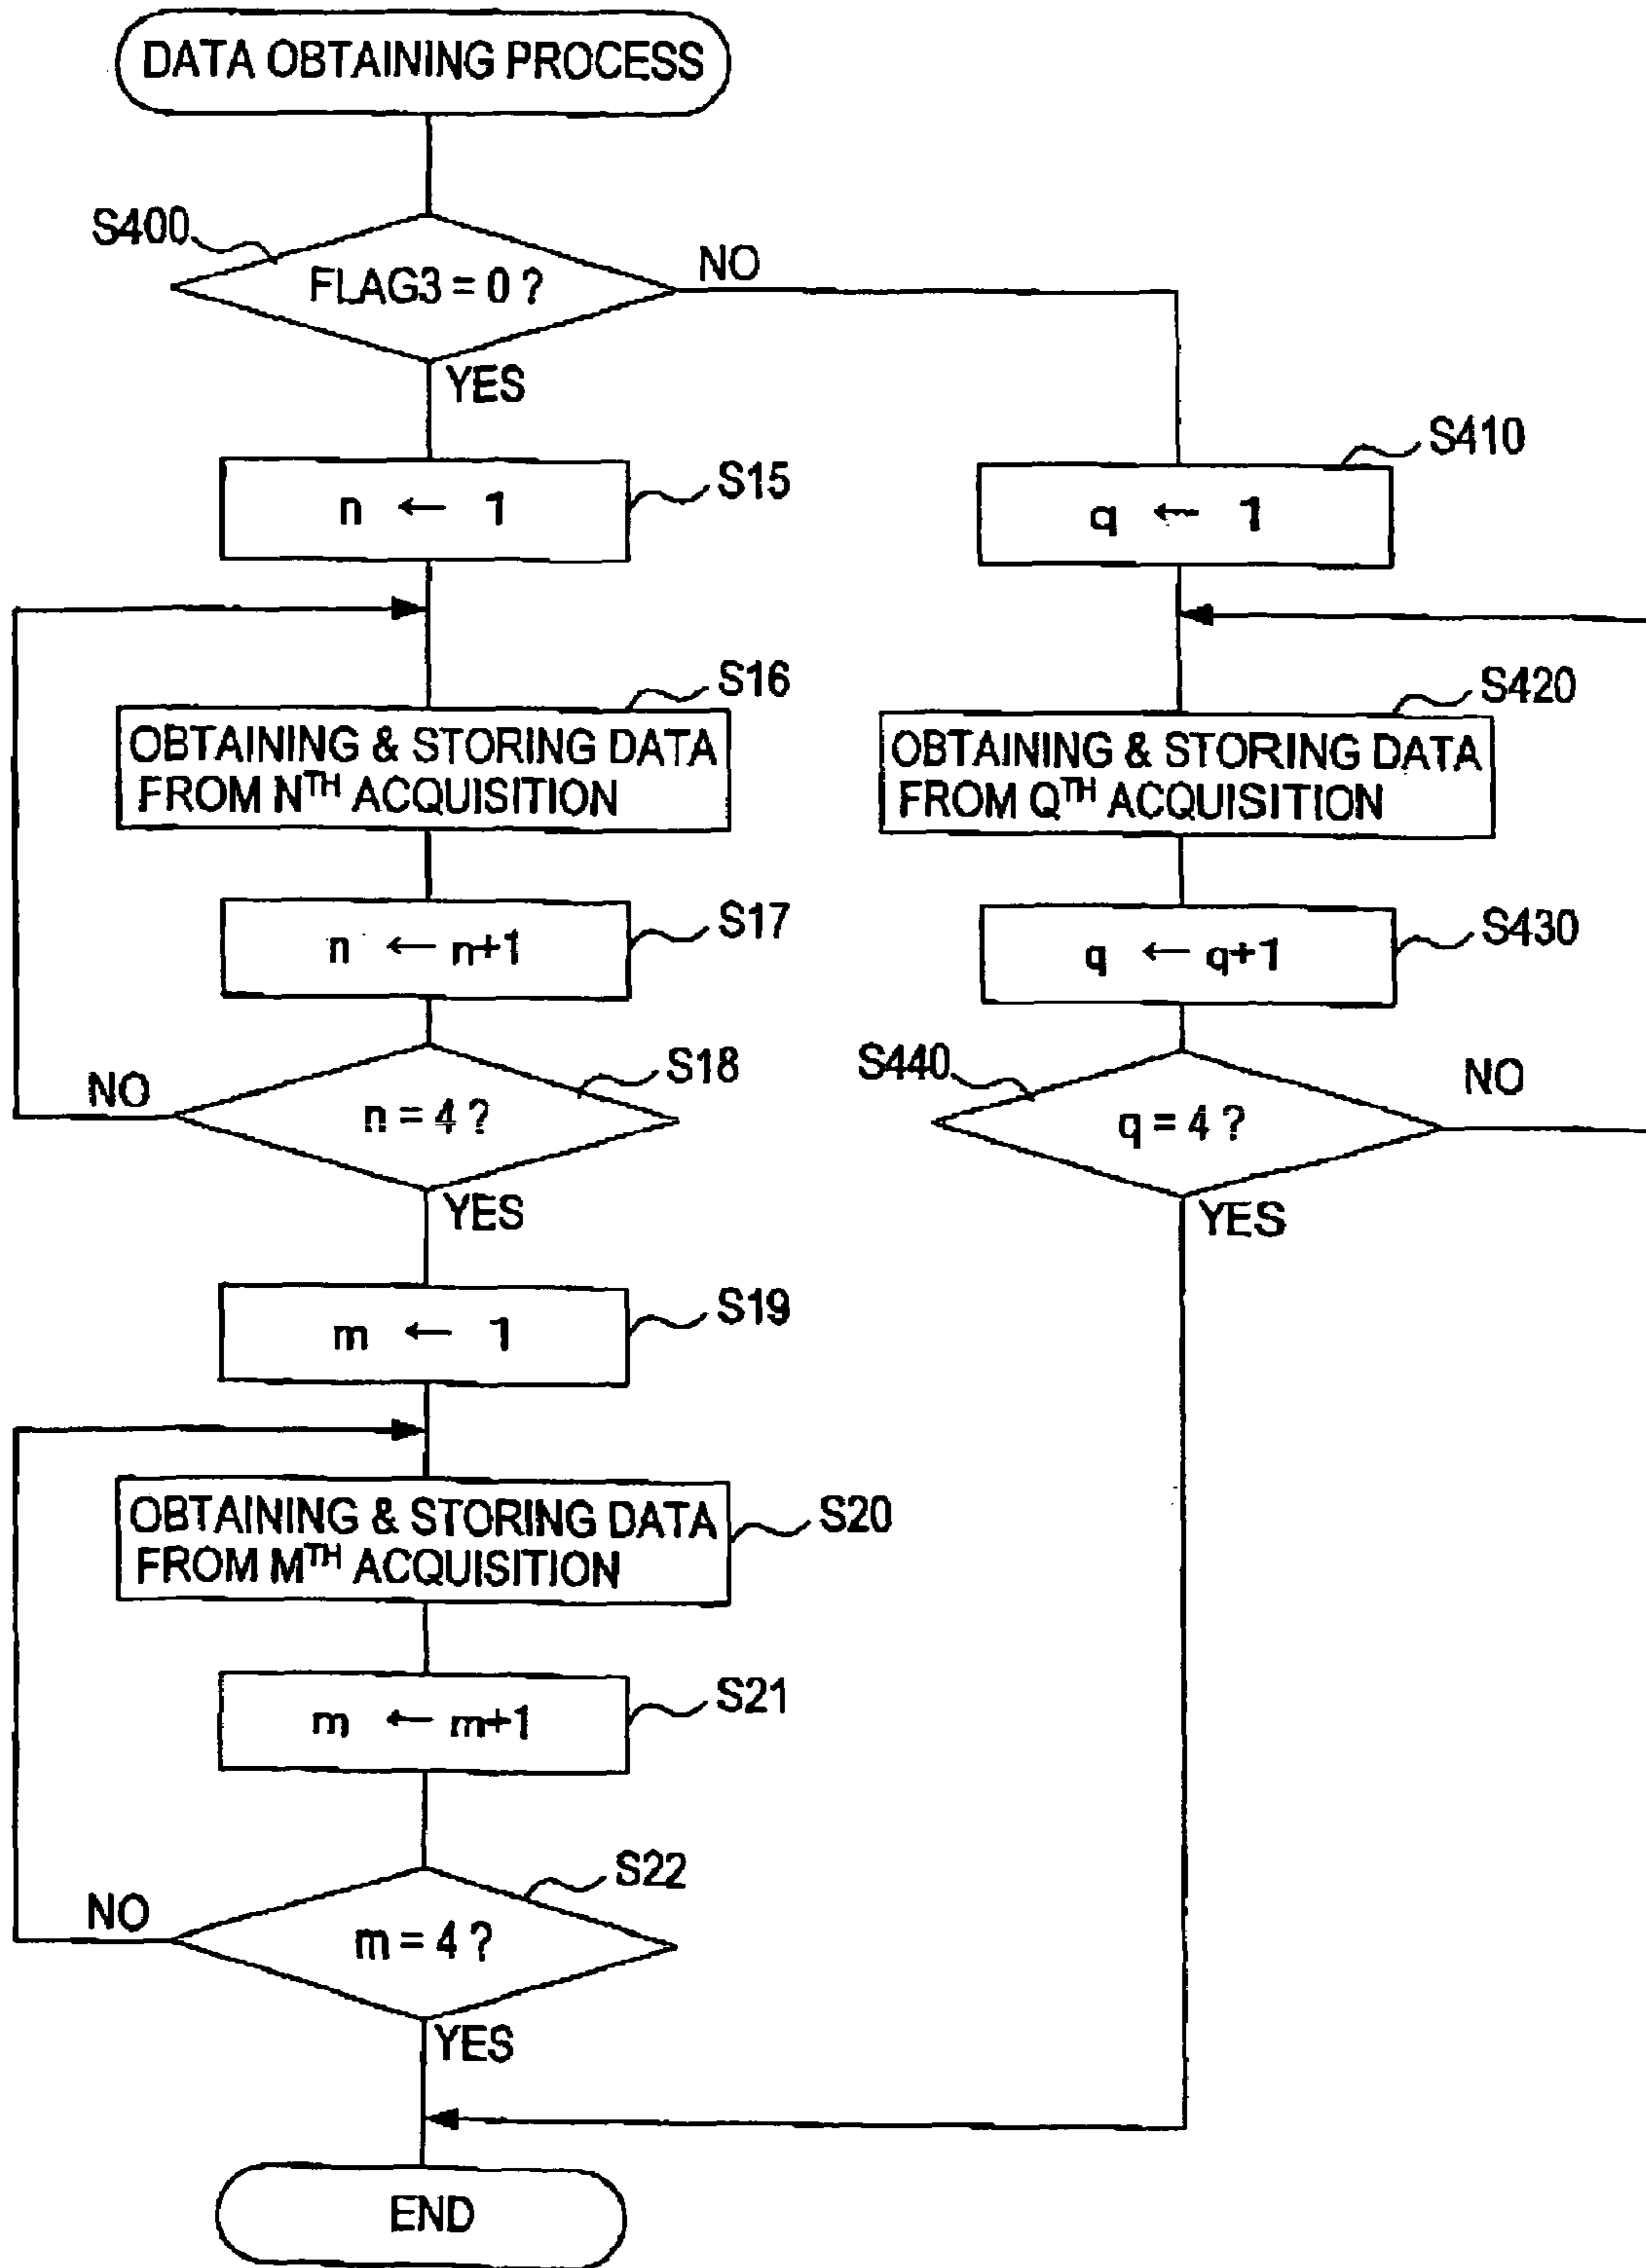 DATA OBTAINING PROCESS
S400
FLAG3 = 0 ?
NO
YES
S15
n ← 1
S16
OBTAINING & STORING DATA
FROM NTH ACQUISITION
S17
n ← n+1
S18
n = 4 ?
NO
YES
S19
m ← 1
S20
OBTAINING & STORING DATA
FROM MTH ACQUISITION
S21
m ← m+1
S22
m = 4 ?
NO
YES
S410
q ← 1
S420
OBTAINING & STORING DATA
FROM QTH ACQUISITION
S430
q ← q+1
S440
q = 4 ?
NO
YES
END